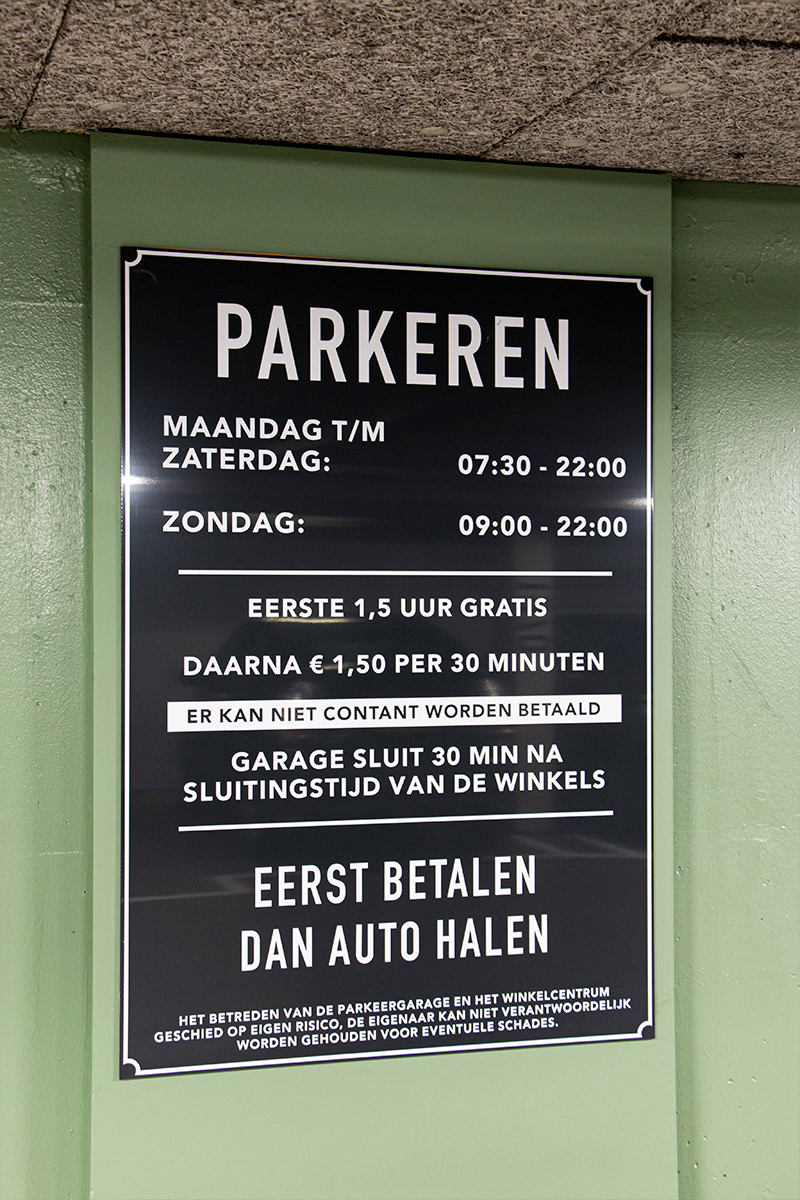 PARKEREN
MAANDAG T/M
ZATERDAG: 07:30 - 22:00
ZONDAG: 09:00 - 22:00
EERSTE 1,5 UUR GRATIS
DAARNA € 1,50 PER 30 MINUTEN
ER KAN NIET CONTANT WORDEN BETAALD
GARAGE SLUIT 30 MIN NA
SLUITINGSTIJD VAN DE WINKELS
EERST BETALEN
DAN AUTO HALEN
HET BETREDEN VAN DE PARKEERGARAGE EN HET WINKELCENTRUM
GESCHIED OP EIGEN RISICO, DE EIGENAAR KAN NIET VERANTWOORDELIJK
WORDEN GEHOUDEN VOOR EVENTUELE SCHADES.